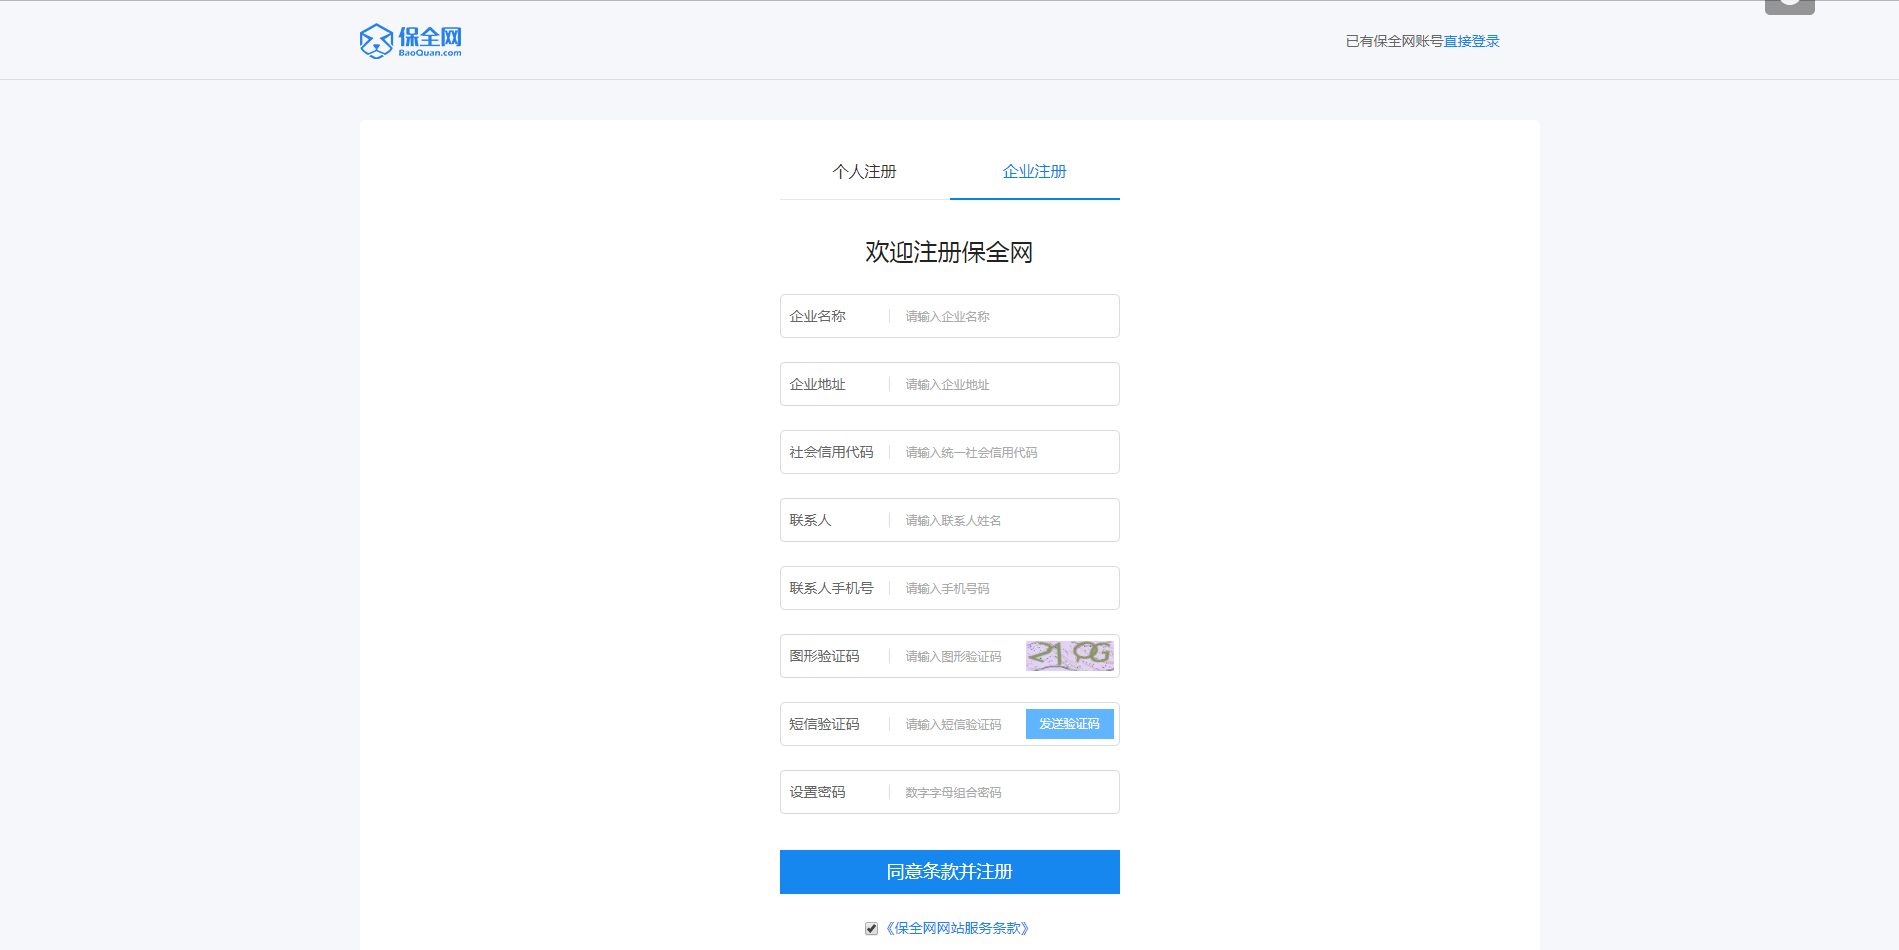 保全网
BaoQuan.com
已有保全网账号直接登录
个人注册 企业注册
欢迎注册保全网
企业名称 请输入企业名称
企业地址 请输入企业地址
社会信用代码 请输入统一社会信用代码
联系人 请输入联系人姓名
联系人手机号 请输入手机号码
图形验证码 请输入图形验证码
短信验证码 请输入短信验证码 发送验证码
设置密码 数字字母组合密码
同意条款并注册
《保全网网站服务条款》